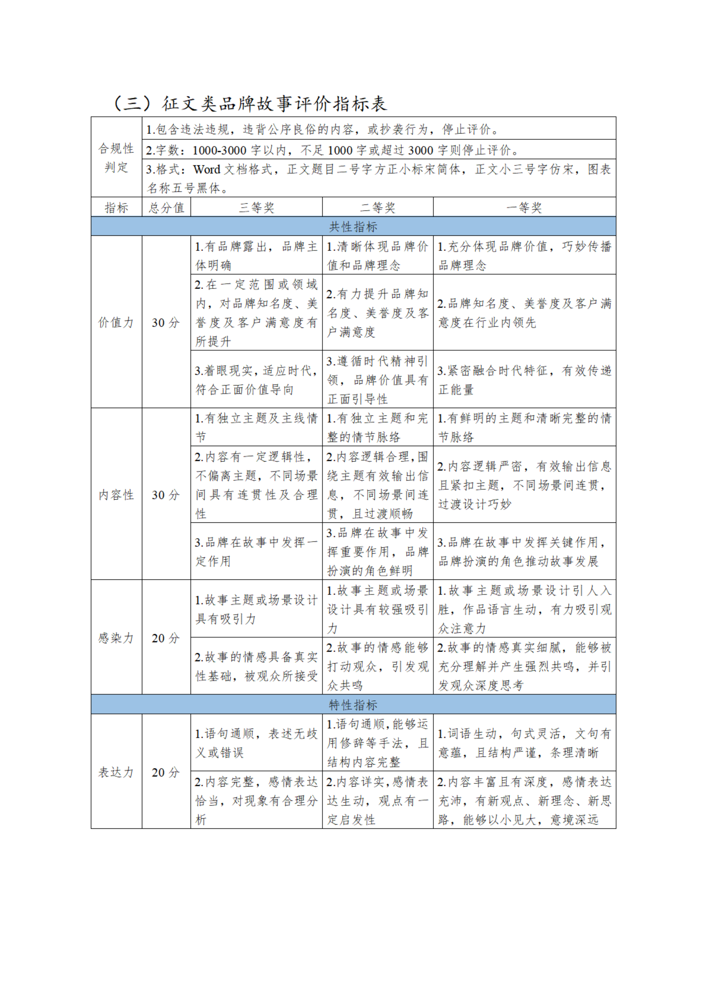 （三）征文类品牌故事评价指标表
合规性
判定
1.包含违法违规，违背公序良俗的内容，或抄袭行为，停止评价。
2.字数：1000-3000 字以内，不足 1000 字或超过 3000 字则停止评价。
3.格式：Word 文档格式，正文题目二号字方正小标宋简体，正文小三号字仿宋，图表
名称五号黑体。
指标 总分值 三等奖 二等奖 一等奖
共性指标
价值力
30 分
1.有品牌露出，品牌主
体明确
1.清晰体现品牌价
值和品牌理念
1.充分体现品牌价值，巧妙传播
品牌理念
2.在一定范围或领域
内，对品牌知名度、美
誉度及客户满意度有
所提升
2.有力提升品牌知
名度、美誉度及客
户满意度
2.品牌知名度、美誉度及客户满
意度在行业内领先
3.着眼现实，适应时代，
符合正面价值导向
3.遵循时代精神引
领，品牌价值具有
正面引导性
3.紧密融合时代特征，有效传递
正能量
内容性
30 分
1.有独立主题及主线情
节
1.有独立主题和完
整的情节脉络
1.有鲜明的主题和清晰完整的情
节脉络
2.内容有一定逻辑性，
不偏离主题，不同场景
间具有连贯性及合理
性
2.内容逻辑合理，围
绕主题有效输出信
息，不同场景间连
贯，且过渡顺畅
2.内容逻辑严密，有效输出信息
且紧扣主题，不同场景间连贯，
过渡设计巧妙
3.品牌在故事中发挥一
定作用
3.品牌在故事中发
挥重要作用，品牌
扮演的角色鲜明
3.品牌在故事中发挥关键作用，
品牌扮演的角色推动故事发展
感染力
20 分
1.故事主题或场景设计
具有吸引力
1.故事主题或场景
设计具有较强吸引
力
1.故事主题或场景设计引人入
胜，作品语言生动，有力吸引观
众注意力
2.故事的情感具备真实
性基础，被观众所接受
2.故事的情感能够
打动观众，引发观
众共鸣
2.故事的情感真实细腻，能够被
充分理解并产生强烈共鸣，并引
发观众深度思考
特性指标
表达力
20 分
1.语句通顺，表述无歧
义或错误
1.语句通顺，能够运
用修辞等手法，且
结构内容完整
1.词语生动，句式灵活，文句有
意蕴，且结构严谨，条理清晰
2.内容完整，感情表达
恰当，对现象有合理分
析
2.内容详实，感情表
达生动，观点有一
定启发性
2.内容丰富且有深度，感情表达
充沛，有新观点、新理念、新思
路，能够以小见大，意境深远